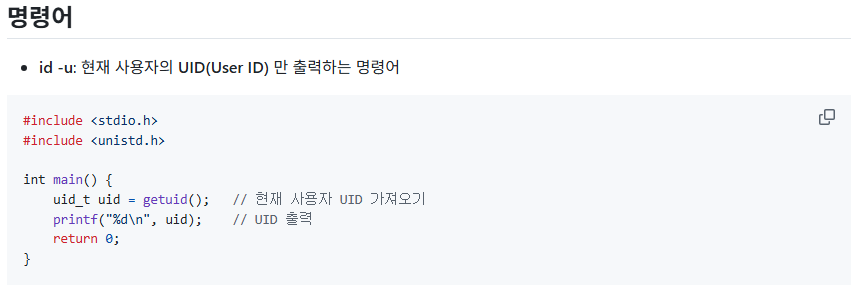 명령어
• id -u: 현재 사용자의 UID(User ID) 만 출력하는 명령어
#include <stdio.h>
#include <unistd.h>

int main() {
    uid_t uid = getuid();   // 현재 사용자 UID 가져오기
    printf("%d\n", uid);    // UID 출력
    return 0;
}